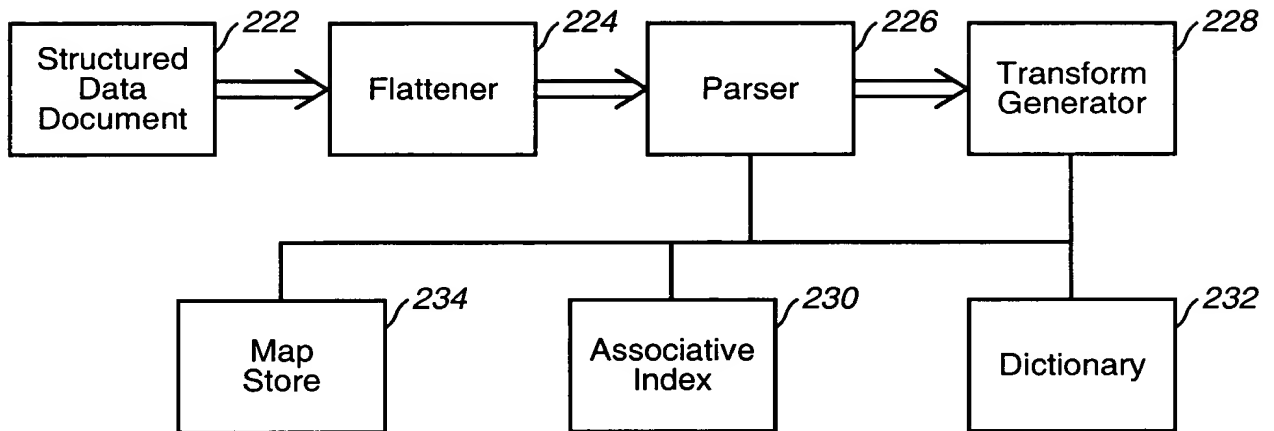 222
224
226
228
Structured
Data
Document
Flattener
Parser
Transform
Generator
234
230
232
Map
Store
Associative
Index
Dictionary